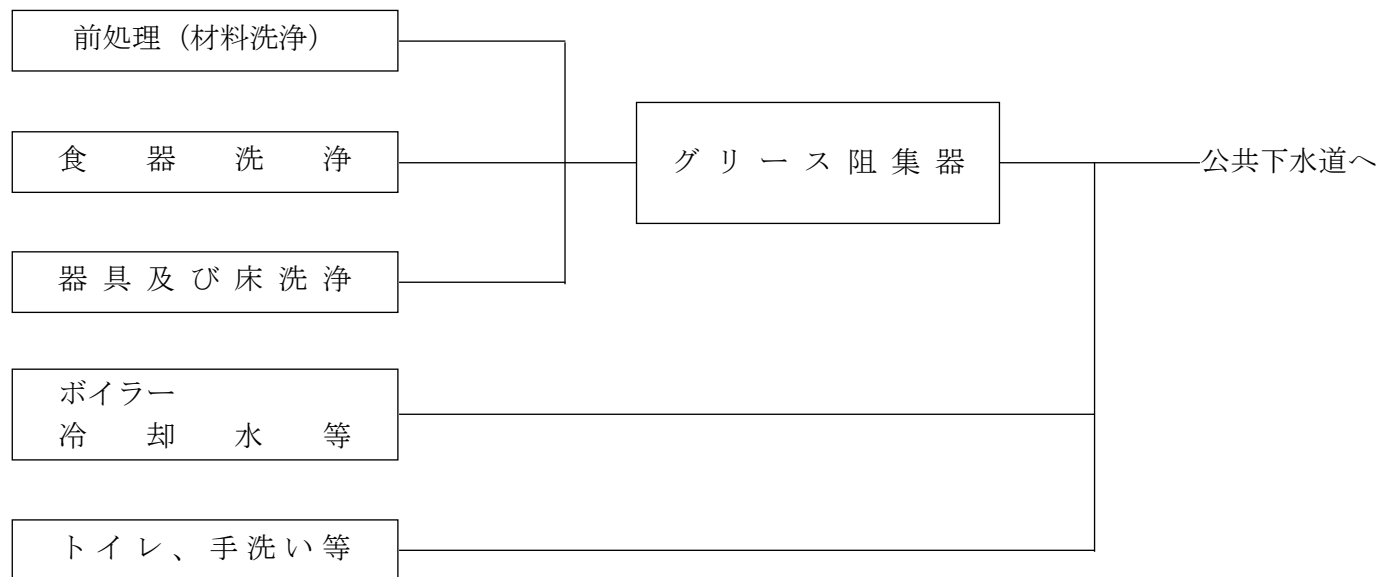 前処理（材料洗浄）
食器洗浄
グリース阻集器
公共下水道へ
器具及び床洗浄
ボイラー
冷却水等
トイレ、手洗い等